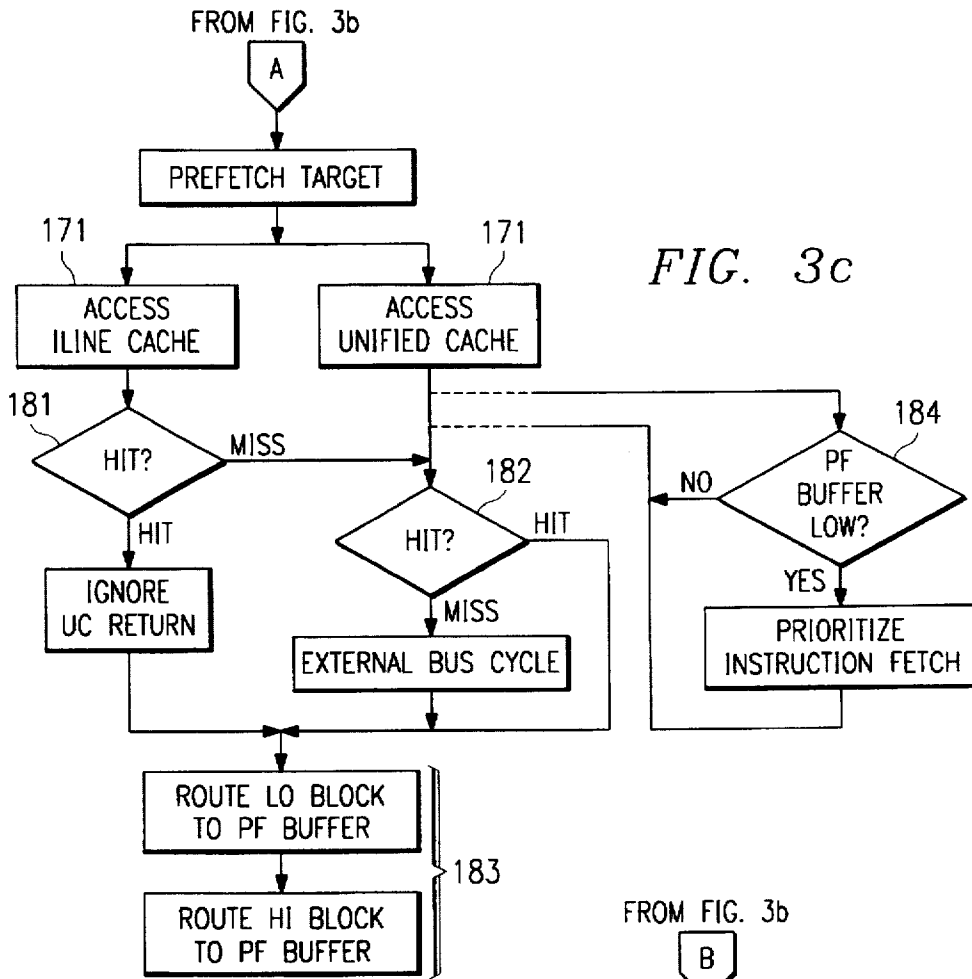 FROM FIG. 3b
A
PREFETCH TARGET
171
171
FIG. 3c
ACCESS
ILINE CACHE
ACCESS
UNIFIED CACHE
181
HIT?
MISS
HIT
182
HIT?
HIT
MISS
184
PF
BUFFER
LOW?
NO
YES
IGNORE
UC RETURN
EXTERNAL BUS CYCLE
PRIORITIZE
INSTRUCTION FETCH
ROUTE LO BLOCK
TO PF BUFFER
183
ROUTE HI BLOCK
TO PF BUFFER
FROM FIG. 3b
B